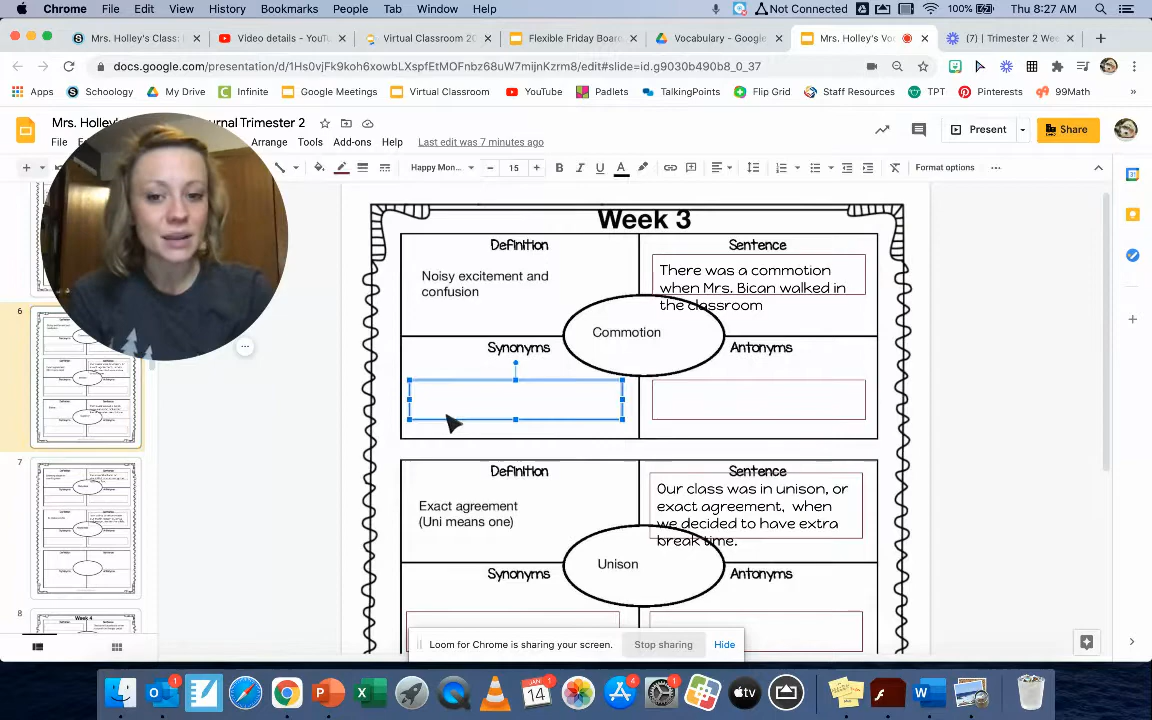 Chrome File Edit View History Bookmarks People Tab Window Help
Not Connected 100% Thu 8:27 AM
Mrs. Holley's Class:
Video details - YouTu
Virtual Classroom 20
Flexible Friday Board
Vocabulary - Google
Mrs. Holley's Voc
(7) | Trimester 2 Wee
docs.google.com/presentation/d/1Hs0vjFk9koh6xowbLXspfEtMOFnbz68uW7mijnKzrm8/edit#slide=id.g9030b490b8_0_37
Apps Schoology My Drive Infinite Google Meetings Virtual Classroom YouTube Padlets TalkingPoints Flip Grid Staff Resources TPT Pinterests 99Math
Mrs. Holley's urnal Trimester 2
Present
Share
File Arrange Tools Add-ons Help Last edit was 7 minutes ago
Happy Mon... 15 Format options
Week 3
Definition
Sentence
Noisy excitement and
confusion
There was a commotion
when Mrs. Bican walked in
the classroom
Commotion
Synonyms
Antonyms
Definition
Sentence
Exact agreement
(Uni means one)
Our class was in unison, or
exact agreement, when
we decided to have extra
break time.
Unison
Synonyms
Antonyms
6
7
8
Week 4
Loom for Chrome is sharing your screen. Stop sharing Hide
JAN
14